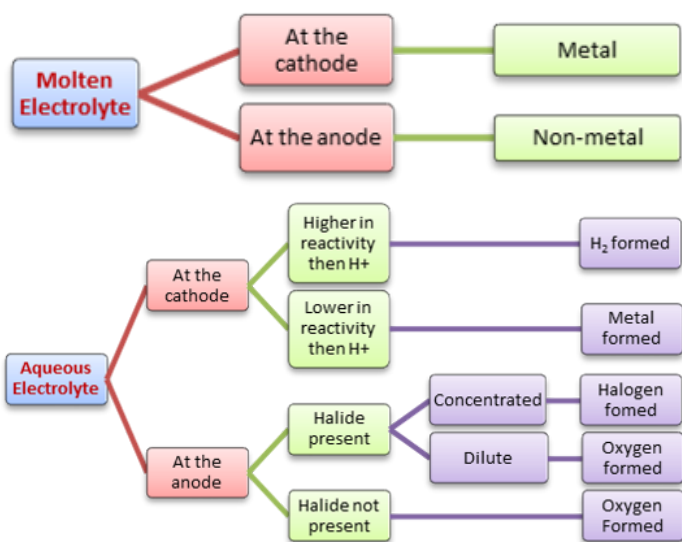 At the
cathode
Metal
Molten
Electrolyte
At the anode
Non-metal
Higher in
reactivity
then H+
H₂ formed
At the
cathode
Lower in
reactivity
then H+
Metal
formed
Aqueous
Electrolyte
Halide
present
Concentrated
Halogen
fomed
Dilute
Oxygen
formed
At the
anode
Halide not
present
Oxygen
Formed